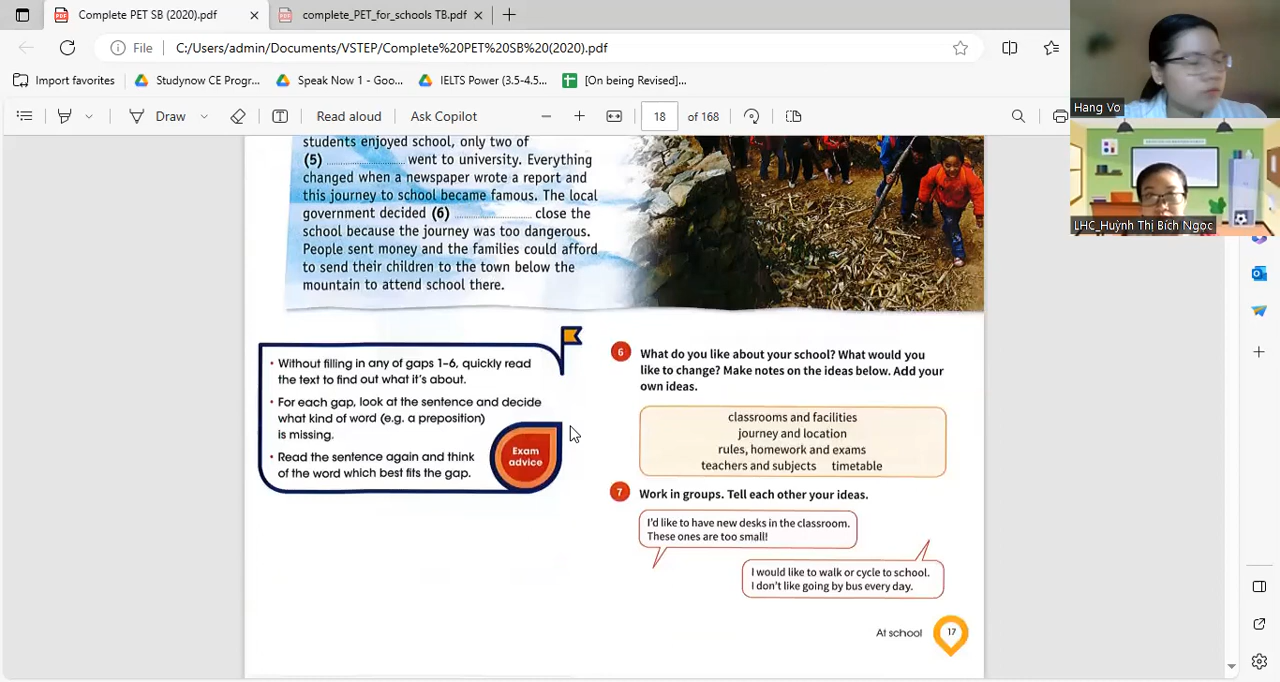 Complete PET SB (2020).pdf
complete_PET_for_schools TB.pdf
File
C:/Users/admin/Documents/VSTEP/Complete%20PET%20SB%20(2020).pdf
Import favorites
Studynow CE Progr...
Speak Now 1 - Goo...
IELTS Power (3.5-4.5...
[On being Revised]...
Draw
Read aloud
Ask Copilot
18 of 168
Hang Vo
LHC_Huỳnh Thị Bích Ngọc
students enjoyed school, only two of
(5) ........................ went to university. Everything
changed when a newspaper wrote a report and
this journey to school became famous. The local
government decided (6) ........................ close the
school because the journey was too dangerous.
People sent money and the families could afford
to send their children to the town below the
mountain to attend school there.
• Without filling in any of gaps 1–6, quickly read
the text to find out what it's about.
• For each gap, look at the sentence and decide
what kind of word (e.g. a preposition)
is missing.
• Read the sentence again and think
of the word which best fits the gap.
Exam
advice
6 What do you like about your school? What would you
like to change? Make notes on the ideas below. Add your
own ideas.
classrooms and facilities
journey and location
rules, homework and exams
teachers and subjects timetable
7 Work in groups. Tell each other your ideas.
I'd like to have new desks in the classroom.
These ones are too small!
I would like to walk or cycle to school.
I don't like going by bus every day.
At school 17